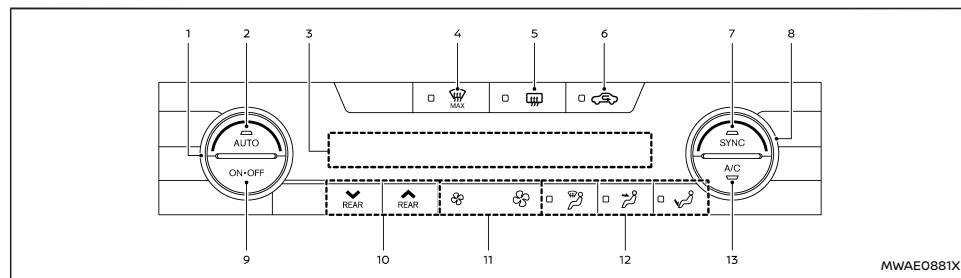 1 2 3 4 5 6 7 8
MAX
AUTO SYNC
ON•OFF A/C
REAR REAR
9 10 11 12 13
MWAE0881X